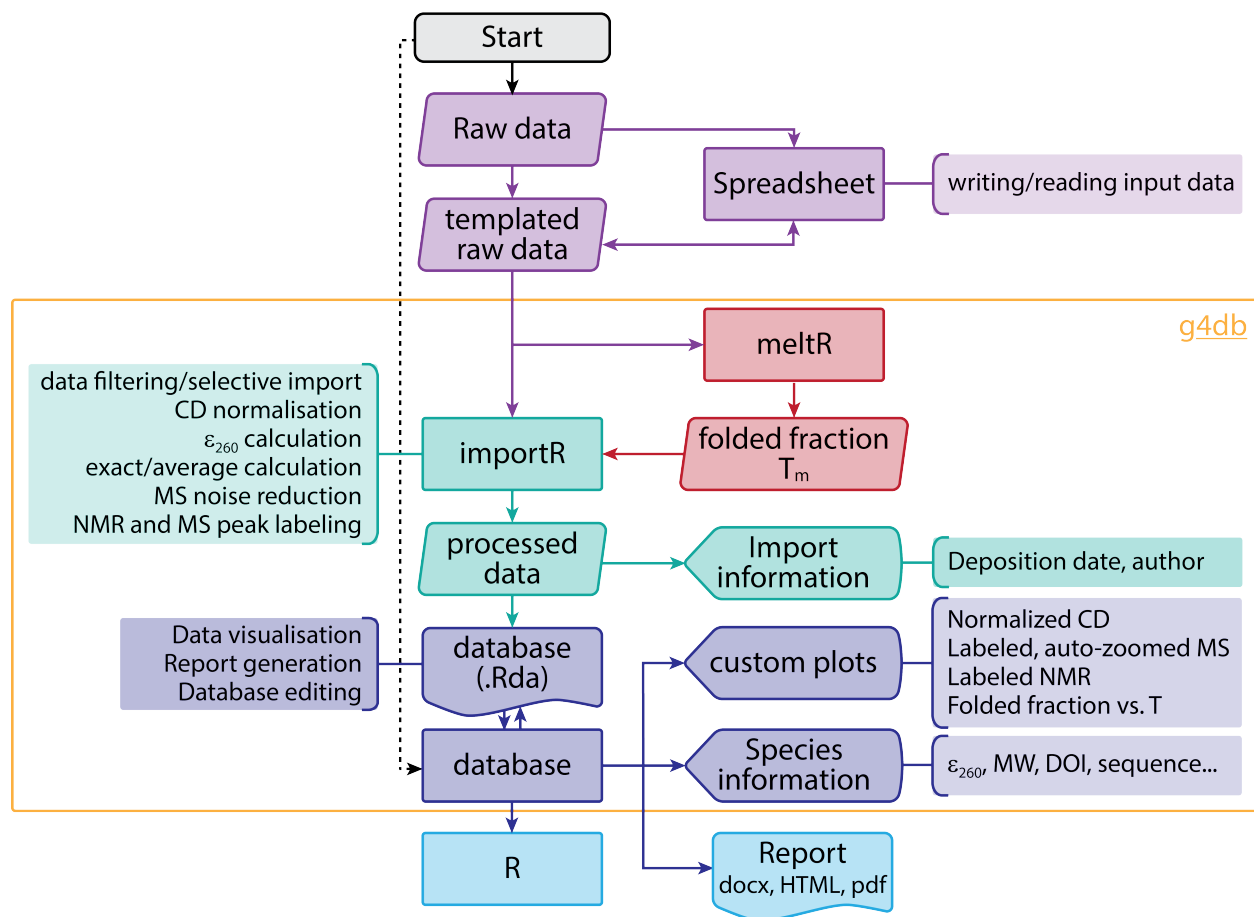 Start
Raw data
Spreadsheet
writing/reading input data
templated
raw data
g4db
meltR
data filtering/selective import
CD normalisation
ε260 calculation
exact/average calculation
MS noise reduction
NMR and MS peak labeling
importR
folded fraction
Tm
processed
data
Import
information
Deposition date, author
Data visualisation
Report generation
Database editing
database
(.Rda)
custom plots
Normalized CD
Labeled, auto-zoomed MS
Labeled NMR
Folded fraction vs. T
database
Species
information
ε260, MW, DOI, sequence...
R
Report
docx, HTML, pdf